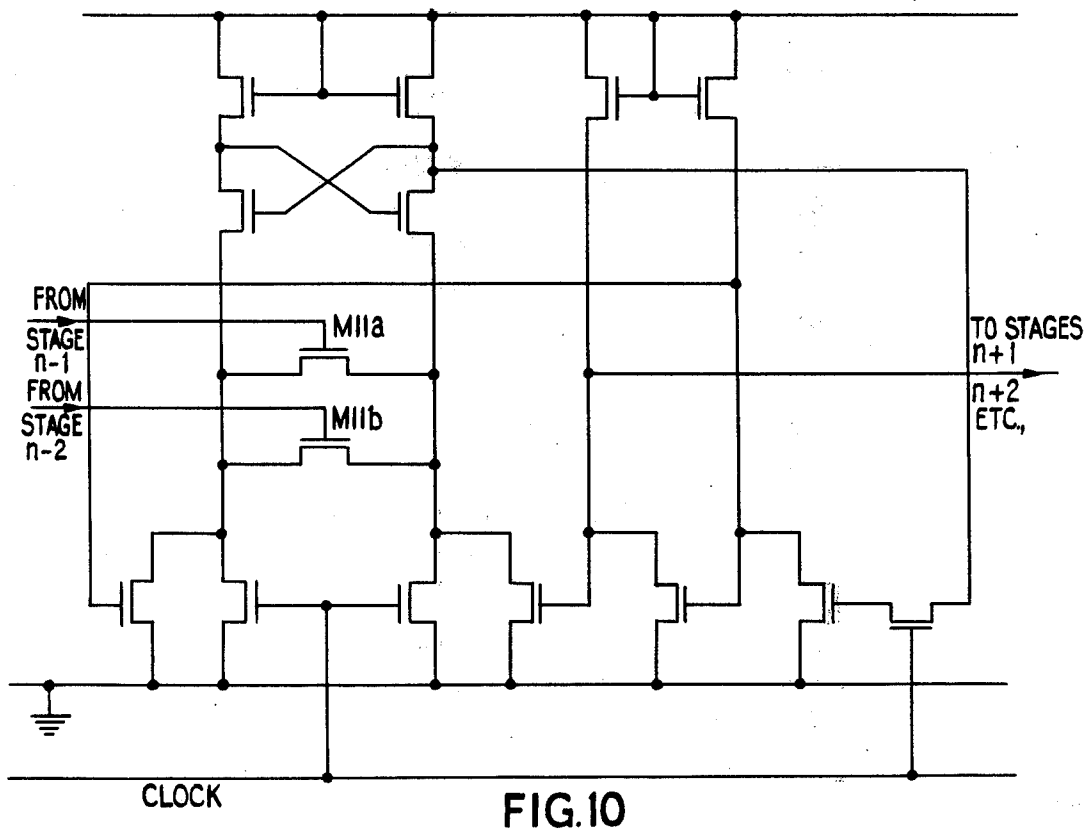 FROM
STAGE
n-1
FROM
STAGE
n-2
M11a
M11b
TO STAGES
n+1
n+2
ETC.,
CLOCK
FIG.10